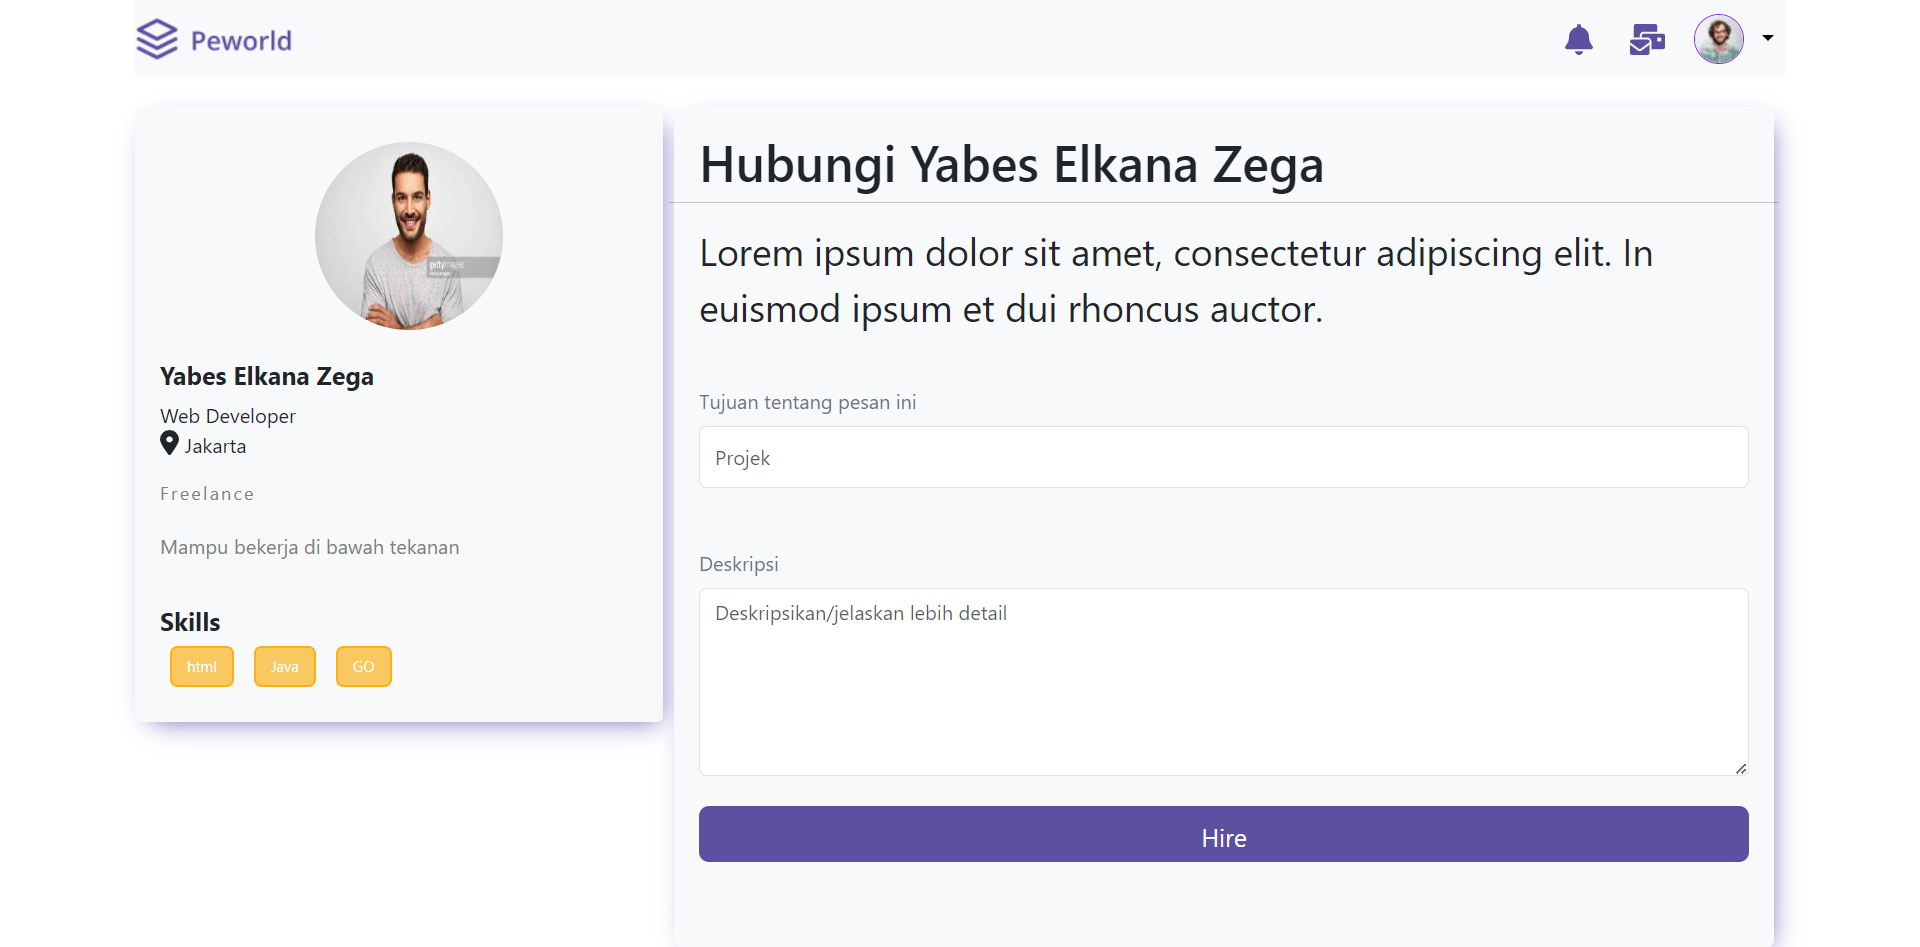 Peworld
Yabes Elkana Zega
Web Developer
Jakarta
Freelance
Mampu bekerja di bawah tekanan
Skills
html
Java
GO
Hubungi Yabes Elkana Zega
Lorem ipsum dolor sit amet, consectetur adipiscing elit. In
euismod ipsum et dui rhoncus auctor.
Tujuan tentang pesan ini
Projek
Deskripsi
Deskripsikan/jelaskan lebih detail
Hire